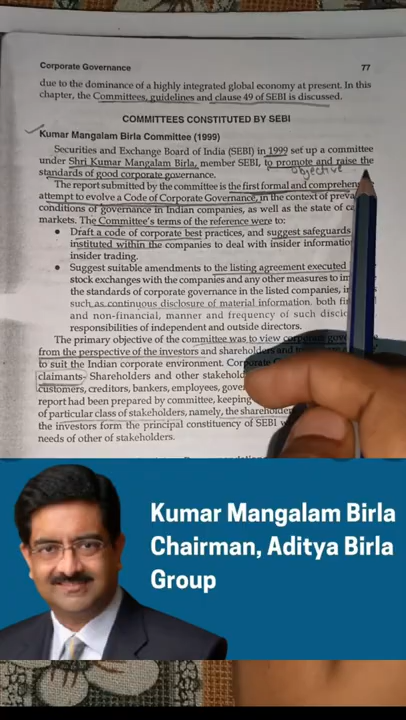 Corporate Governance 77
due to the dominance of a highly integrated global economy at present. In this
chapter, the Committees, guidelines and clause 49 of SEBI is discussed.
COMMITTEES CONSTITUTED BY SEBI
Kumar Mangalam Birla Committee (1999)
Securities and Exchange Board of India (SEBI) in 1999 set up a committee
under Shri Kumar Mangalam Birla, member SEBI, to promote and raise the
objective
standards of good corporate governance.
The report submitted by the committee is the first formal and comprehen
attempt to evolve a Code of Corporate Governance, in the context of preva
conditions of governance in Indian companies, as well as the state of ca
markets. The Committee's terms of reference were to:
• Draft a code of corporate best practices, and suggest safeguards
instituted within the companies to deal with insider informatio
insider trading.
• Suggest suitable amendments to the listing agreement executed
stock exchanges with the companies and any other measures to im
the standards of corporate governance in the listed companies, in
such as continuous disclosure of material information, both fin
and non-financial, manner and frequency of such disclo
responsibilities of independent and outside directors.
The primary objective of the committee was to view corporate gove
from the perspective of the investors and shareholders and to
to suit the Indian corporate environment. Corporate
claimants- Shareholders and other stakehold
customers, creditors, bankers, employees, gover
report had been prepared by committee, keeping
of particular class of stakeholders, namely, the shareholder
the investors form the principal constituency of SEBI
needs of other of stakeholders.
Kumar Mangalam Birla
Chairman, Aditya Birla
Group